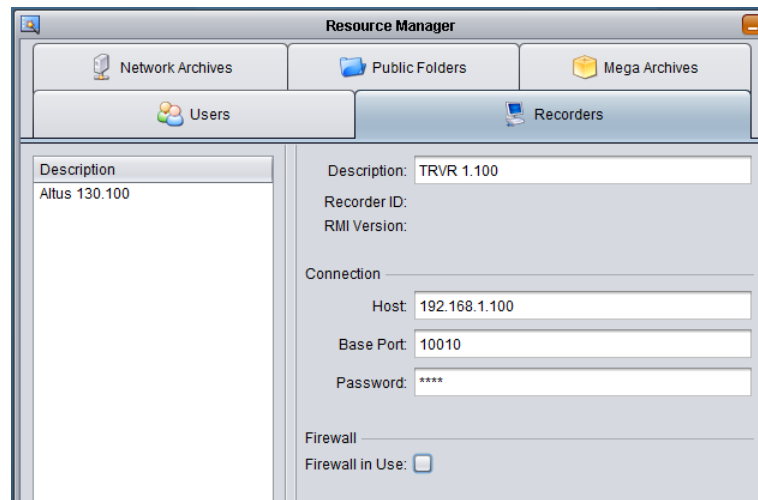 Resource Manager
Network Archives
Public Folders
Mega Archives
Users
Recorders
Description
Altus 130.100
Description: TRVR 1.100
Recorder ID:
RMI Version:
Connection
Host: 192.168.1.100
Base Port: 10010
Password: ****
Firewall
Firewall in Use: